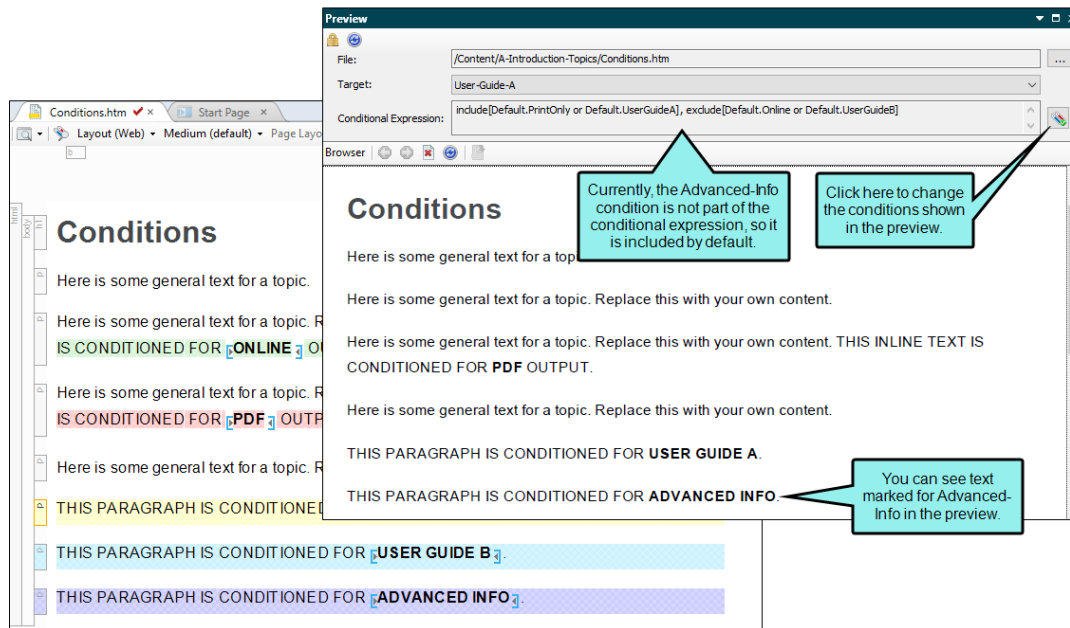 Preview
File:
/Content/A-Introduction-Topics/Conditions.htm
...
Target:
User-Guide-A
Conditional Expression:
include[Default.PrintOnly or Default.UserGuideA], exclude[Default.Online or Default.UserGuideB]
Browser
Currently, the Advanced-Info
condition is not part of the
conditional expression, so it
is included by default.
Click here to change
the conditions shown
in the preview.
Conditions
Here is some general text for a top
Here is some general text for a topic. Replace this with your own content.
Here is some general text for a topic. Replace this with your own content. THIS INLINE TEXT IS
CONDITIONED FOR PDF OUTPUT.
Here is some general text for a topic. Replace this with your own content.
THIS PARAGRAPH IS CONDITIONED FOR USER GUIDE A.
THIS PARAGRAPH IS CONDITIONED FOR ADVANCED INFO.
You can see text
marked for Advanced-
Info in the preview.
Conditions.htm
Start Page
Layout (Web)
Medium (default)
Page Layo
b
html
body
h1
Conditions
p
Here is some general text for a topic.
p
Here is some general text for a topic. R
IS CONDITIONED FOR ONLINE OU
p
Here is some general text for a topic. R
IS CONDITIONED FOR PDF OUTP
p
Here is some general text for a topic. R
p
THIS PARAGRAPH IS CONDITIONED
p
THIS PARAGRAPH IS CONDITIONED FOR USER GUIDE B.
p
THIS PARAGRAPH IS CONDITIONED FOR ADVANCED INFO.